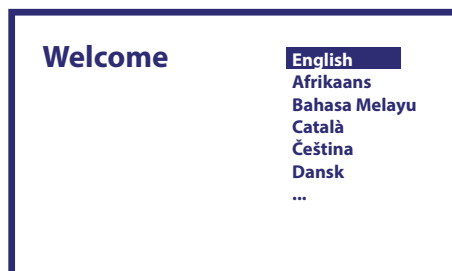 Welcome
English
Afrikaans
Bahasa Melayu
Català
Čeština
Dansk
...